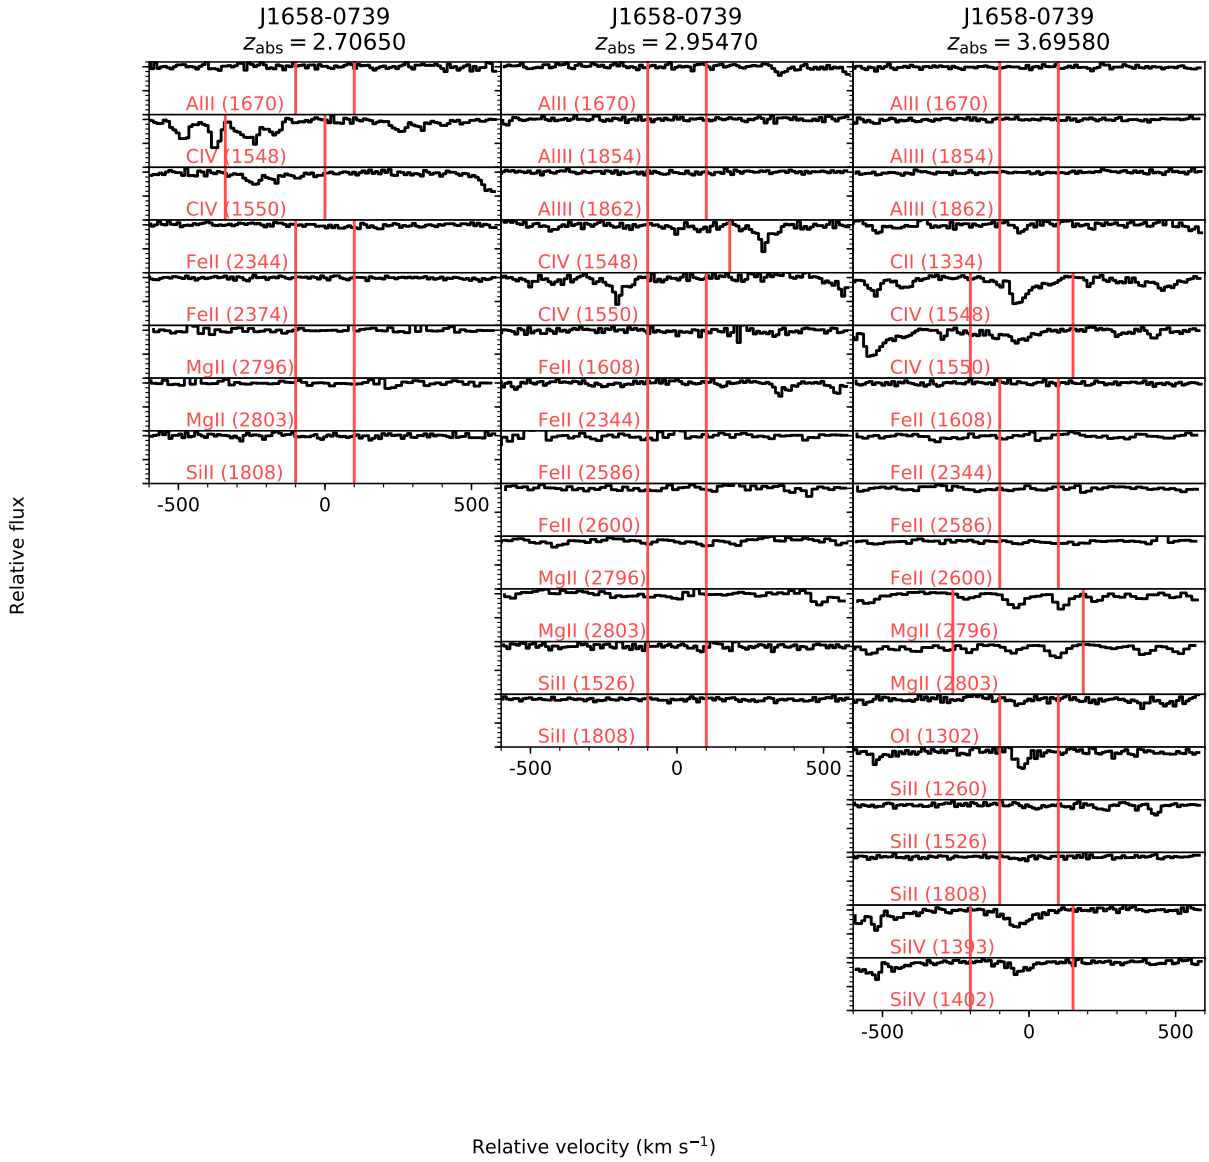 J1658-0739
z_abs = 2.70650
AlII (1670)
CIV (1548)
CIV (1550)
FeII (2344)
FeII (2374)
MgII (2796)
MgII (2803)
SiII (1808)
-500 0 500
J1658-0739
z_abs = 2.95470
AlII (1670)
AlIII (1854)
AlIII (1862)
CIV (1548)
CIV (1550)
FeII (1608)
FeII (2344)
FeII (2586)
FeII (2600)
MgII (2796)
MgII (2803)
SiII (1526)
SiII (1808)
-500 0 500
J1658-0739
z_abs = 3.69580
AlII (1670)
AlIII (1854)
AlIII (1862)
CII (1334)
CIV (1548)
CIV (1550)
FeII (1608)
FeII (2344)
FeII (2586)
FeII (2600)
MgII (2796)
MgII (2803)
OI (1302)
SiII (1260)
SiII (1526)
SiII (1808)
SiIV (1393)
SiIV (1402)
-500 0 500
Relative flux
Relative velocity (km s⁻¹)